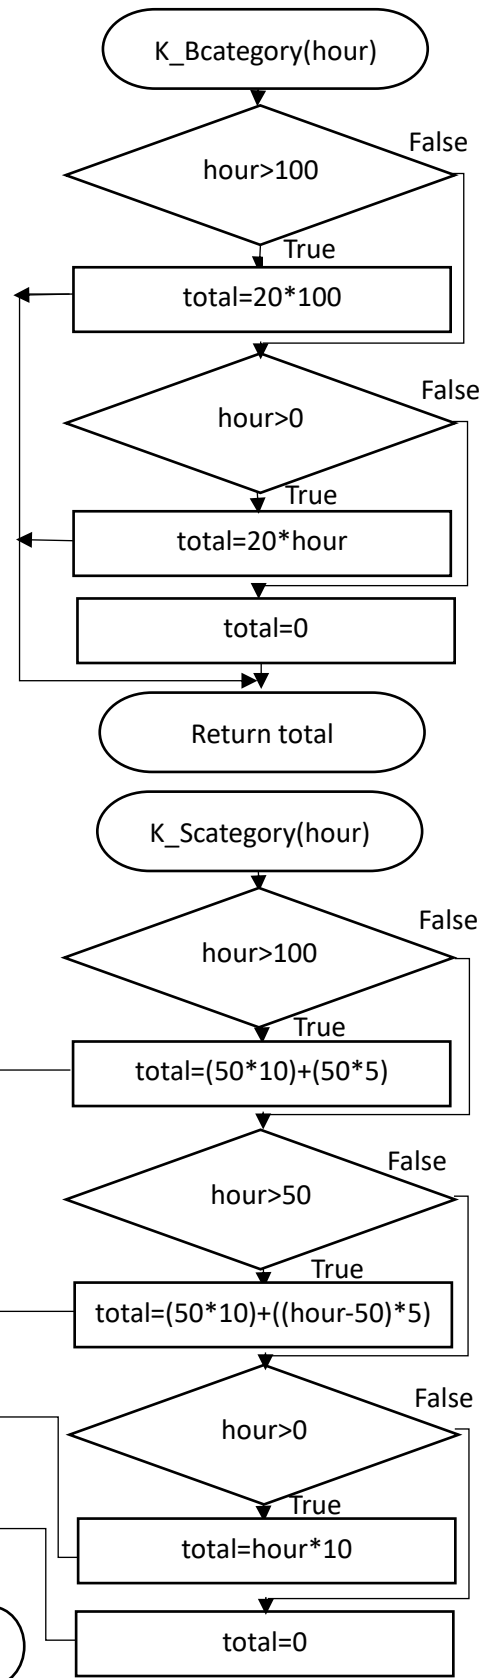 K_Bcategory(hour)
False
hour>100
True
total=20*100
False
hour>0
True
total=20*hour
total=0
Return total
K_Scategory(hour)
False
hour>100
True
total=(50*10)+(50*5)
False
hour>50
True
total=(50*10)+((hour-50)*5)
False
hour>0
True
total=hour*10
total=0